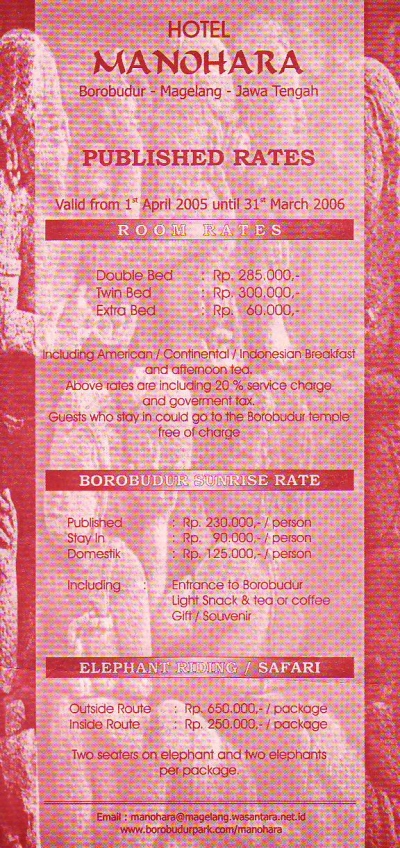 HOTEL
MANOHARA
Borobudur - Magelang - Jawa Tengah
PUBLISHED RATES
Valid from 1st April 2005 until 31st March 2006
ROOM RATES
Double Bed : Rp. 285.000,-
Twin Bed : Rp. 300.000,-
Extra Bed : Rp. 60.000,-
Including American / Continental / Indonesian Breakfast
and afternoon tea.
Above rates are including 20 % service charge
and goverment tax.
Guests who stay in could go to the Borobudur temple
free of charge
BOROBUDUR SUNRISE RATE
Published : Rp. 230.000,- / person
Stay In : Rp. 90.000,- / person
Domestik : Rp. 125.000,- / person
Including : Entrance to Borobudur
Light Snack & tea or coffee
Gift / Souvenir
ELEPHANT RIDING / SAFARI
Outside Route : Rp. 650.000,- / package
Inside Route : Rp. 250.000,- / package
Two seaters on elephant and two elephants
per package.
Email : manohara@magelang.wasantara.net.id
www.borobudurpark.com/manohara